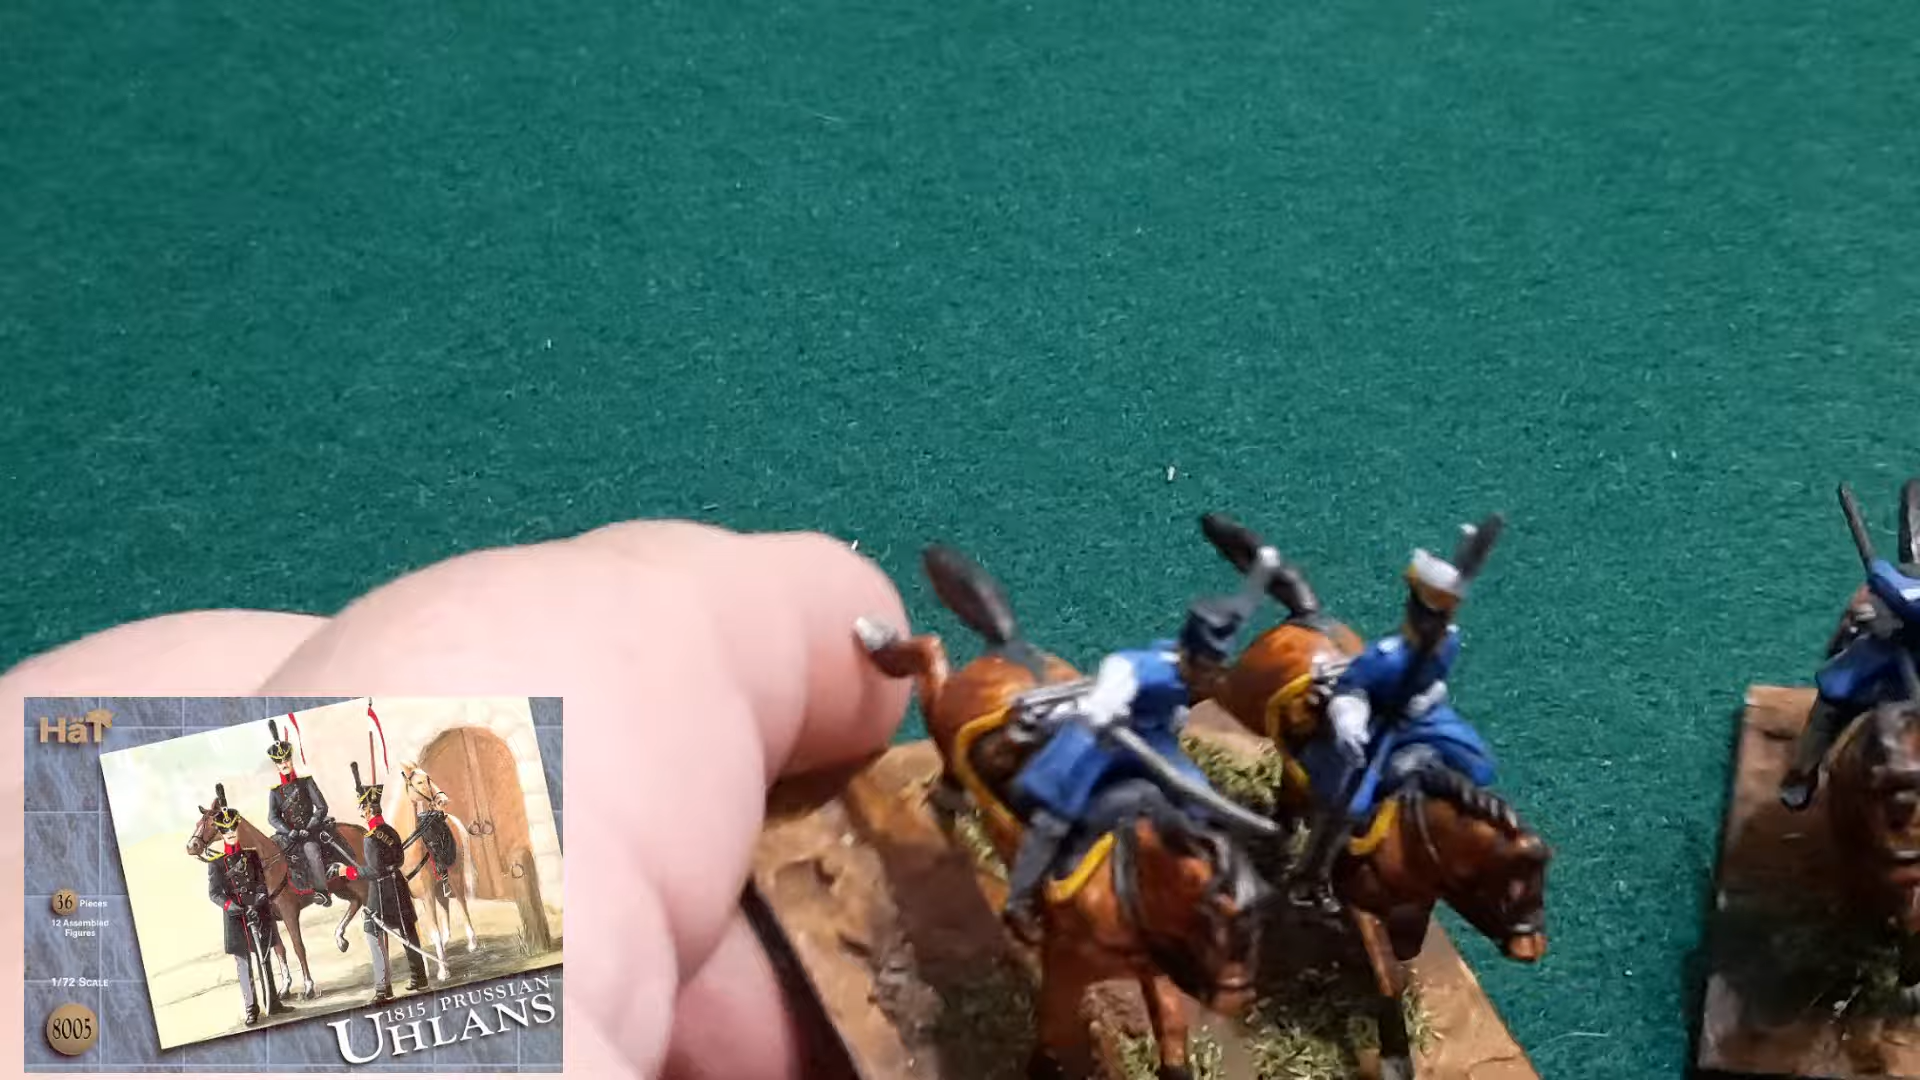 HäT
36 Pieces
12 Assembled
Figures
1/72 SCALE
8005
1815 PRUSSIAN
UHLANS